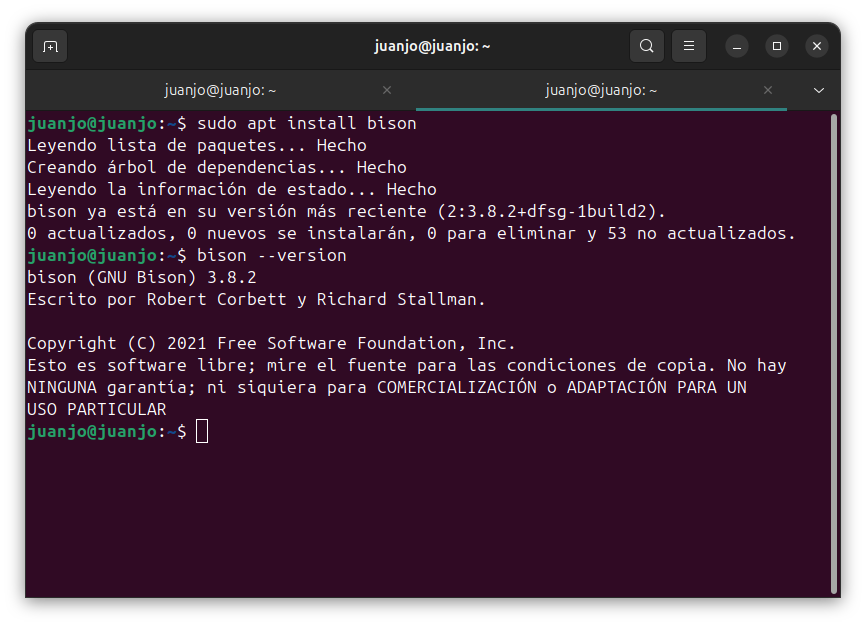 juanjo@juanjo: ~
juanjo@juanjo: ~
juanjo@juanjo: ~
juanjo@juanjo:~$ sudo apt install bison
Leyendo lista de paquetes... Hecho
Creando árbol de dependencias... Hecho
Leyendo la información de estado... Hecho
bison ya está en su versión más reciente (2:3.8.2+dfsg-1build2).
0 actualizados, 0 nuevos se instalarán, 0 para eliminar y 53 no actualizados.
juanjo@juanjo:~$ bison --version
bison (GNU Bison) 3.8.2
Escrito por Robert Corbett y Richard Stallman.
Copyright (C) 2021 Free Software Foundation, Inc.
Esto es software libre; mire el fuente para las condiciones de copia. No hay
NINGUNA garantía; ni siquiera para COMERCIALIZACIÓN o ADAPTACIÓN PARA UN
USO PARTICULAR
juanjo@juanjo:~$